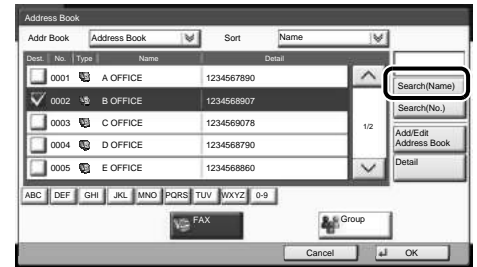 Address Book
Addr Book Address Book Sort Name
Dest. No. Type Name Detail
0001 A OFFICE 1234567890
Search(Name)
0002 B OFFICE 1234568907
Search(No.)
0003 C OFFICE 1234569078
1/2
Add/Edit
Address Book
0004 D OFFICE 1234568790
Detail
0005 E OFFICE 1234568860
ABC DEF GHI JKL MNO PQRS TUV WXYZ 0-9
FAX Group
Cancel OK